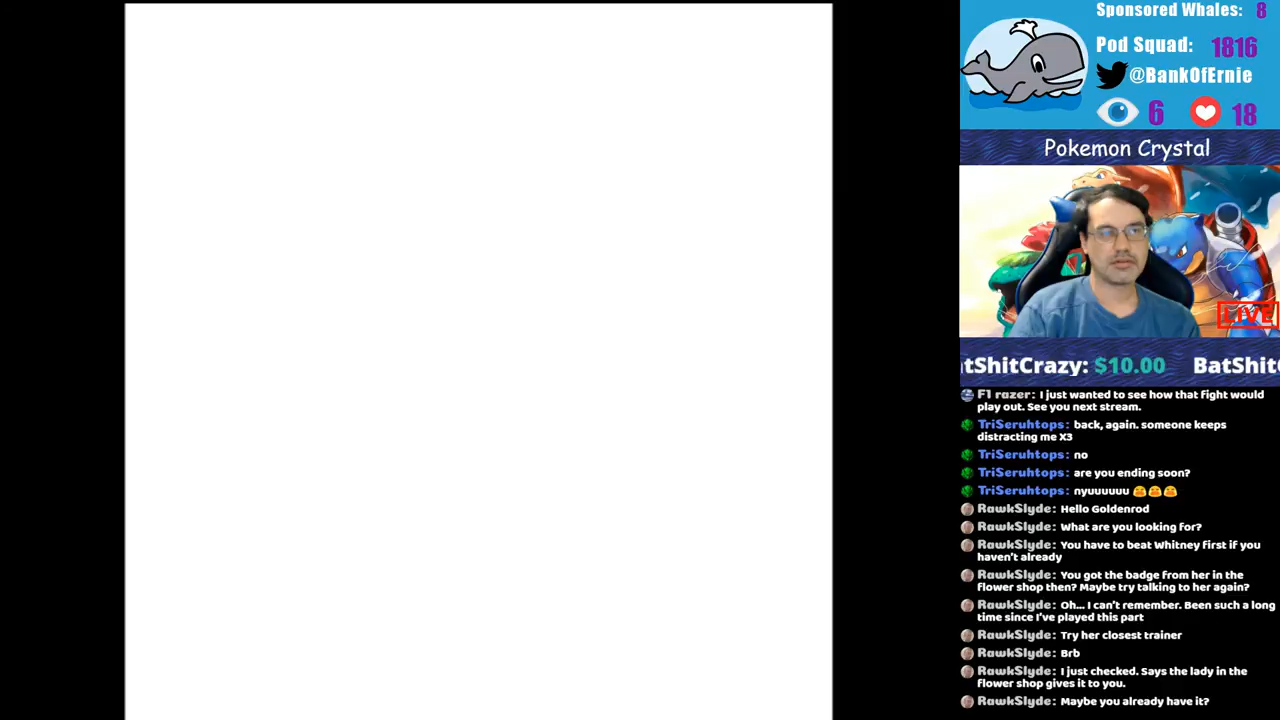 Sponsored Whales: 8
Pod Squad: 1816
@BankOfErnie
6 18
Pokemon Crystal
LIVE
tShitCrazy: $10.00 BatShit
F1 razer: I just wanted to see how that fight would
play out. See you next stream.
TriSeruhtops: back, again. someone keeps
distracting me X3
TriSeruhtops: no
TriSeruhtops: are you ending soon?
TriSeruhtops: nyuuuuuu
RawkSlyde: Hello Goldenrod
RawkSlyde: What are you looking for?
RawkSlyde: You have to beat Whitney first if you
haven't already
RawkSlyde: You got the badge from her in the
flower shop then? Maybe try talking to her again?
RawkSlyde: Oh... I can't remember. Been such a long
time since I've played this part
RawkSlyde: Try her closest trainer
RawkSlyde: Brb
RawkSlyde: I just checked. Says the lady in the
flower shop gives it to you.
RawkSlyde: Maybe you already have it?